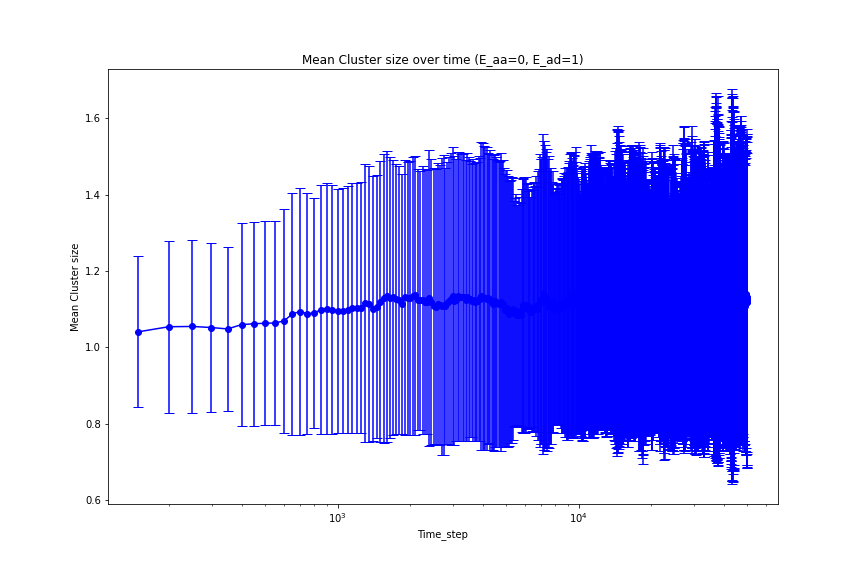 Mean Cluster size over time (E_aa=0, E_ad=1)
Mean Cluster size
1.6
1.4
1.2
1.0
0.8
0.6
10³
10⁴
Time_step